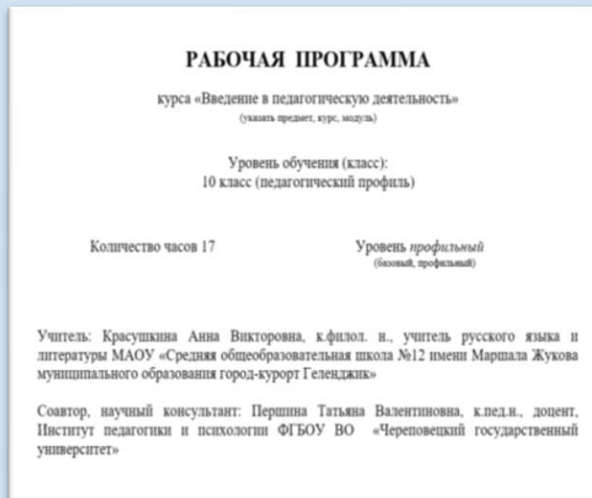 РАБОЧАЯ ПРОГРАММА
курса «Введение в педагогическую деятельность»
(указать предмет, курс, модуль)
Уровень обучения (класс):
10 класс (педагогический профиль)
Количество часов 17 Уровень профильный
(базовый, профильный)
Учитель: Красушкина Анна Викторовна, к.филол. н., учитель русского языка и
литературы МАОУ «Средняя общеобразовательная школа №12 имени Маршала Жукова
муниципального образования город-курорт Геленджик»
Соавтор, научный консультант: Першина Татьяна Валентиновна, к.пед.н., доцент,
Институт педагогики и психологии ФГБОУ ВО «Череповецкий государственный
университет»